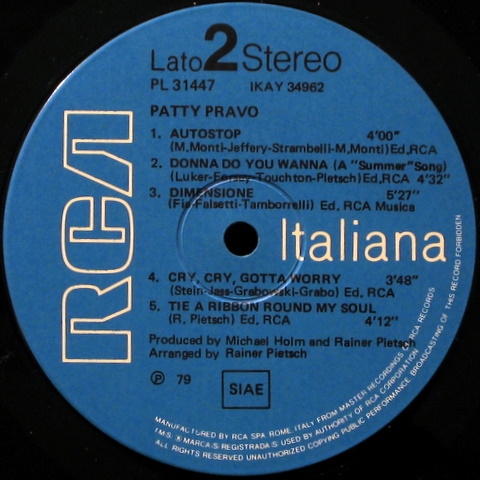 Lato 2 Stereo
PL 31447 IKAY 34962
PATTY PRAVO
1. AUTOSTOP 4'00"
(M,Monti-Jeffery-Strambelli-M,Monti) Ed,RCA
2. DONNA DO YOU WANNA (A "Summer" Song)
(Luker-Eorsey-Touchton-Pietsch) Ed,RCA 4'32"
3. DIMENSIONE 5'27"
(Fia-Falsetti-Tamborrelli) Ed, RCA Musica
RCA Italiana
4. CRY, CRY, GOTTA WORRY 3'48"
(Stein-Jass-Grabowski-Grabo) Ed, RCA
5. TIE A RIBBON ROUND MY SOUL
(R, Pietsch) Ed, RCA 4'12"
Produced by Michael Holm and Rainer Pietsch
Arranged by Rainer Pietsch
Ⓟ 79 SIAE
MANUFACTURED BY RCA SPA ROME, ITALY FROM MASTER RECORDINGS OF RCA RECORDS
T.M.S. ® MARCA-S REGISTRADA-S USED BY AUTHORITY OF RCA CORPORATION
ALL RIGHTS RESERVED UNAUTHORIZED COPYING PUBLIC PERFORMANCE BROADCASTING OF THIS RECORD FORBIDDEN